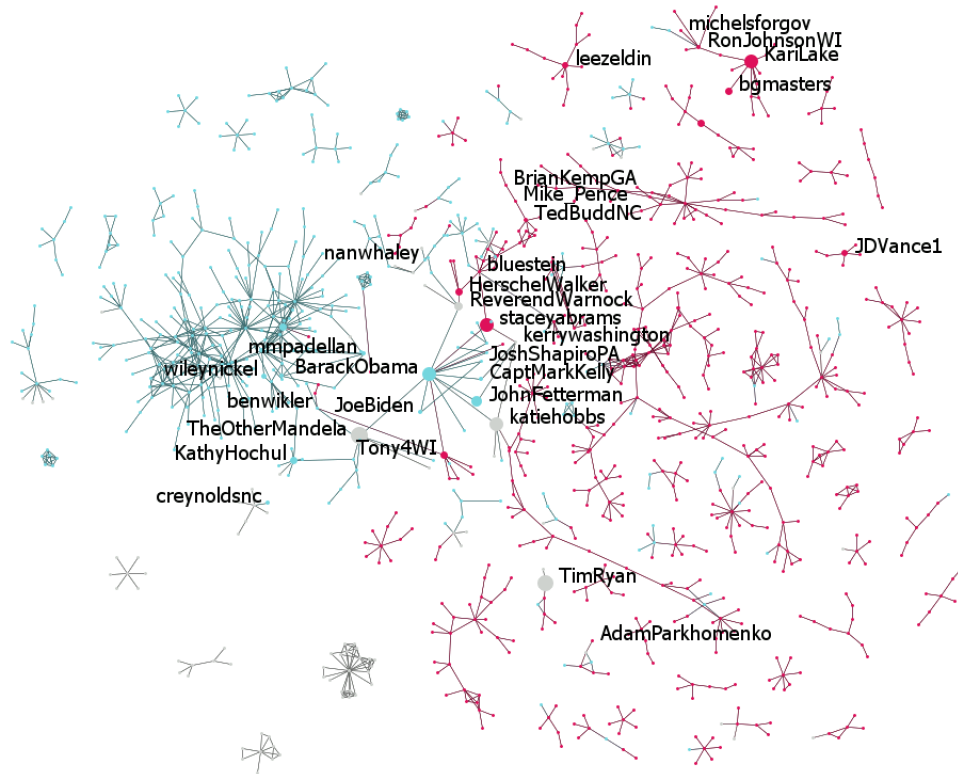 michelsforgov
RonJohnsonWI
KariLake
leezeldin
bgmasters
BrianKempGA
Mike_Pence
TedBuddNC
JDVance1
nanwhaley
bluestein
HerschelWalker
ReverendWarnock
staceyabrams
kerrywashington
mmpadellan
JoshShapiroPA
wileynickel
BarackObama
CaptMarkKelly
benwikler
JoeBiden
JohnFetterman
katiehobbs
TheOtherMandela
Tony4WI
KathyHochul
creynoldsnc
TimRyan
AdamParkhomenko